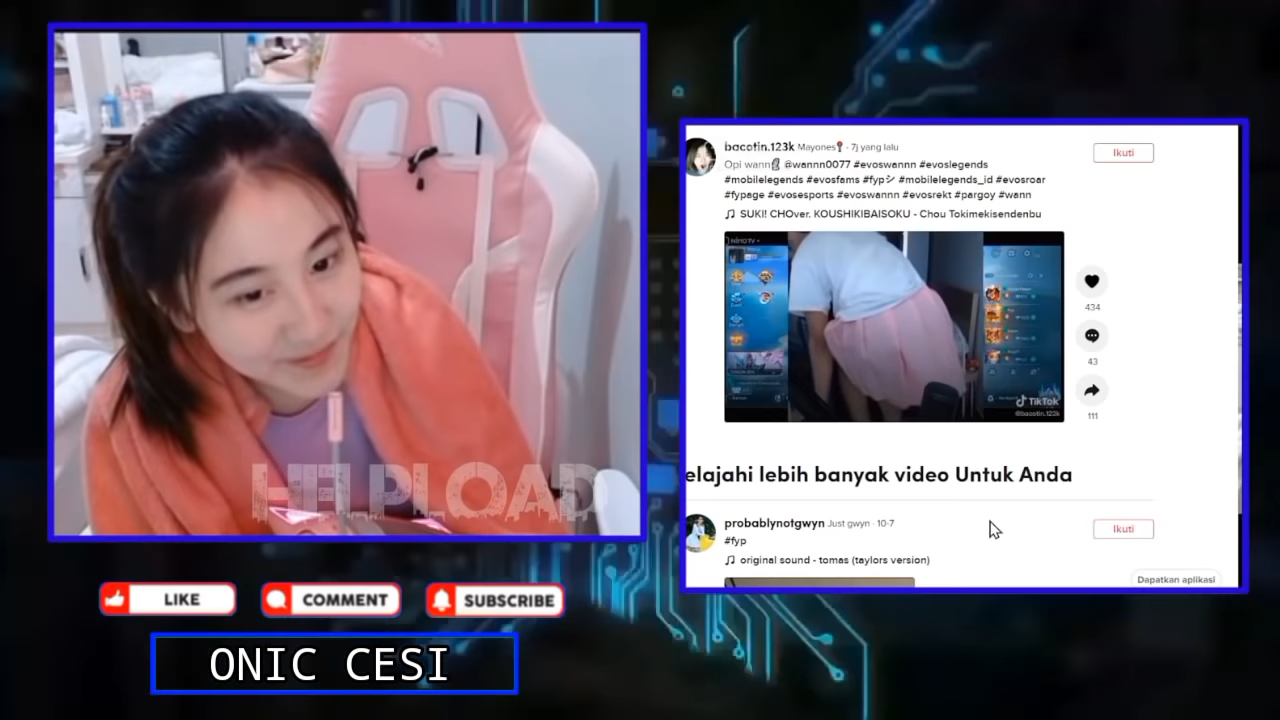 HELPLOAD
LIKE
COMMENT
SUBSCRIBE
ONIC CESI
bacotin.123k Mayones · 7j yang lalu
Ikuti
Opi wann @wannn0077 #evoswannn #evoslegends
#mobilelegends #evosfams #fypシ #mobilelegends_id #evosroar
#fypage #evosesports #evoswannn #evosrekt #pargoy #wann
SUKI! CHOver. KOUSHIKIBAISOKU - Chou Tokimekisendenbu
NIMO TV
TikTok
@bacotin.123k
434
43
111
elajahi lebih banyak video Untuk Anda
probablynotgwyn Just gwyn · 10-7
Ikuti
#fyp
original sound - tomas (taylors version)
Dapatkan aplikasi